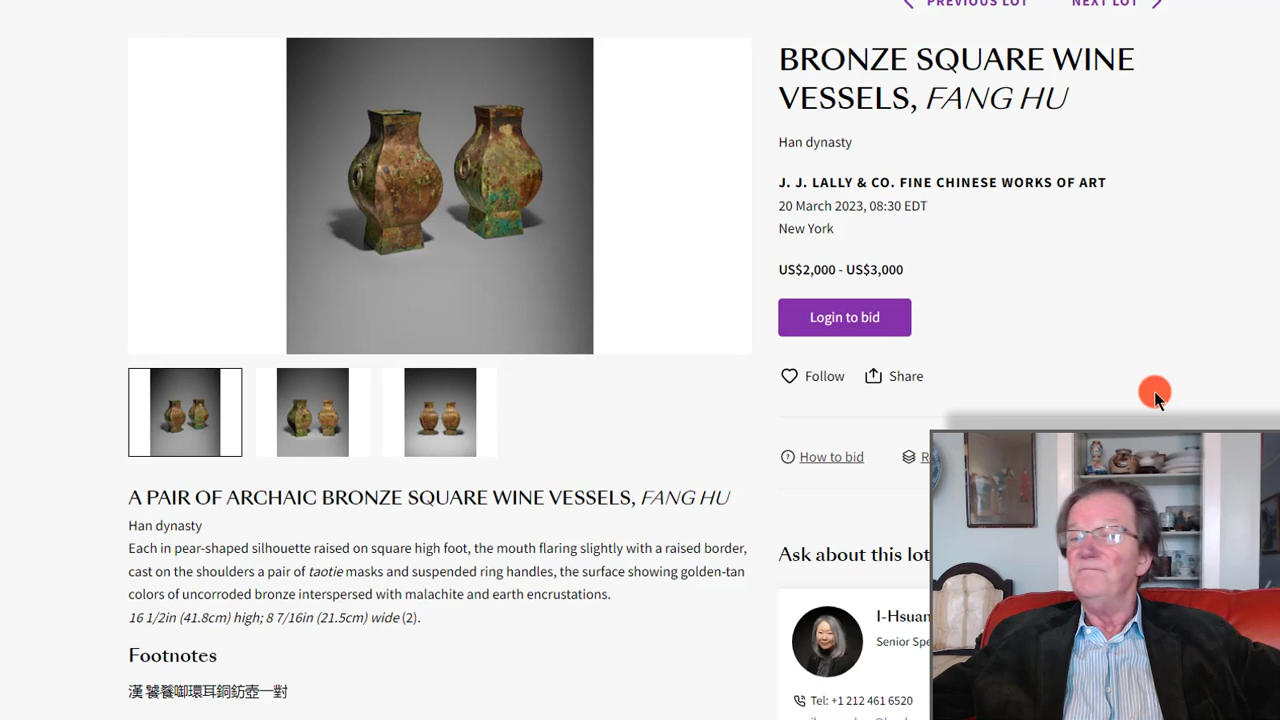 PREVIOUS LOT
NEXT LOT
BRONZE SQUARE WINE
VESSELS, FANG HU
Han dynasty
J. J. LALLY & CO. FINE CHINESE WORKS OF ART
20 March 2023, 08:30 EDT
New York
US$2,000 - US$3,000
Login to bid
Follow
Share
How to bid
A PAIR OF ARCHAIC BRONZE SQUARE WINE VESSELS, FANG HU
Han dynasty
Each in pear-shaped silhouette raised on square high foot, the mouth flaring slightly with a raised border,
cast on the shoulders a pair of taotie masks and suspended ring handles, the surface showing golden-tan
colors of uncorroded bronze interspersed with malachite and earth encrustations.
16 1/2in (41.8cm) high; 8 7/16in (21.5cm) wide (2).
Footnotes
漢 饕餮啣環耳銅鈁壺一對
Ask about this lot
I-Hsuan
Senior Spe
Tel: +1 212 461 6520